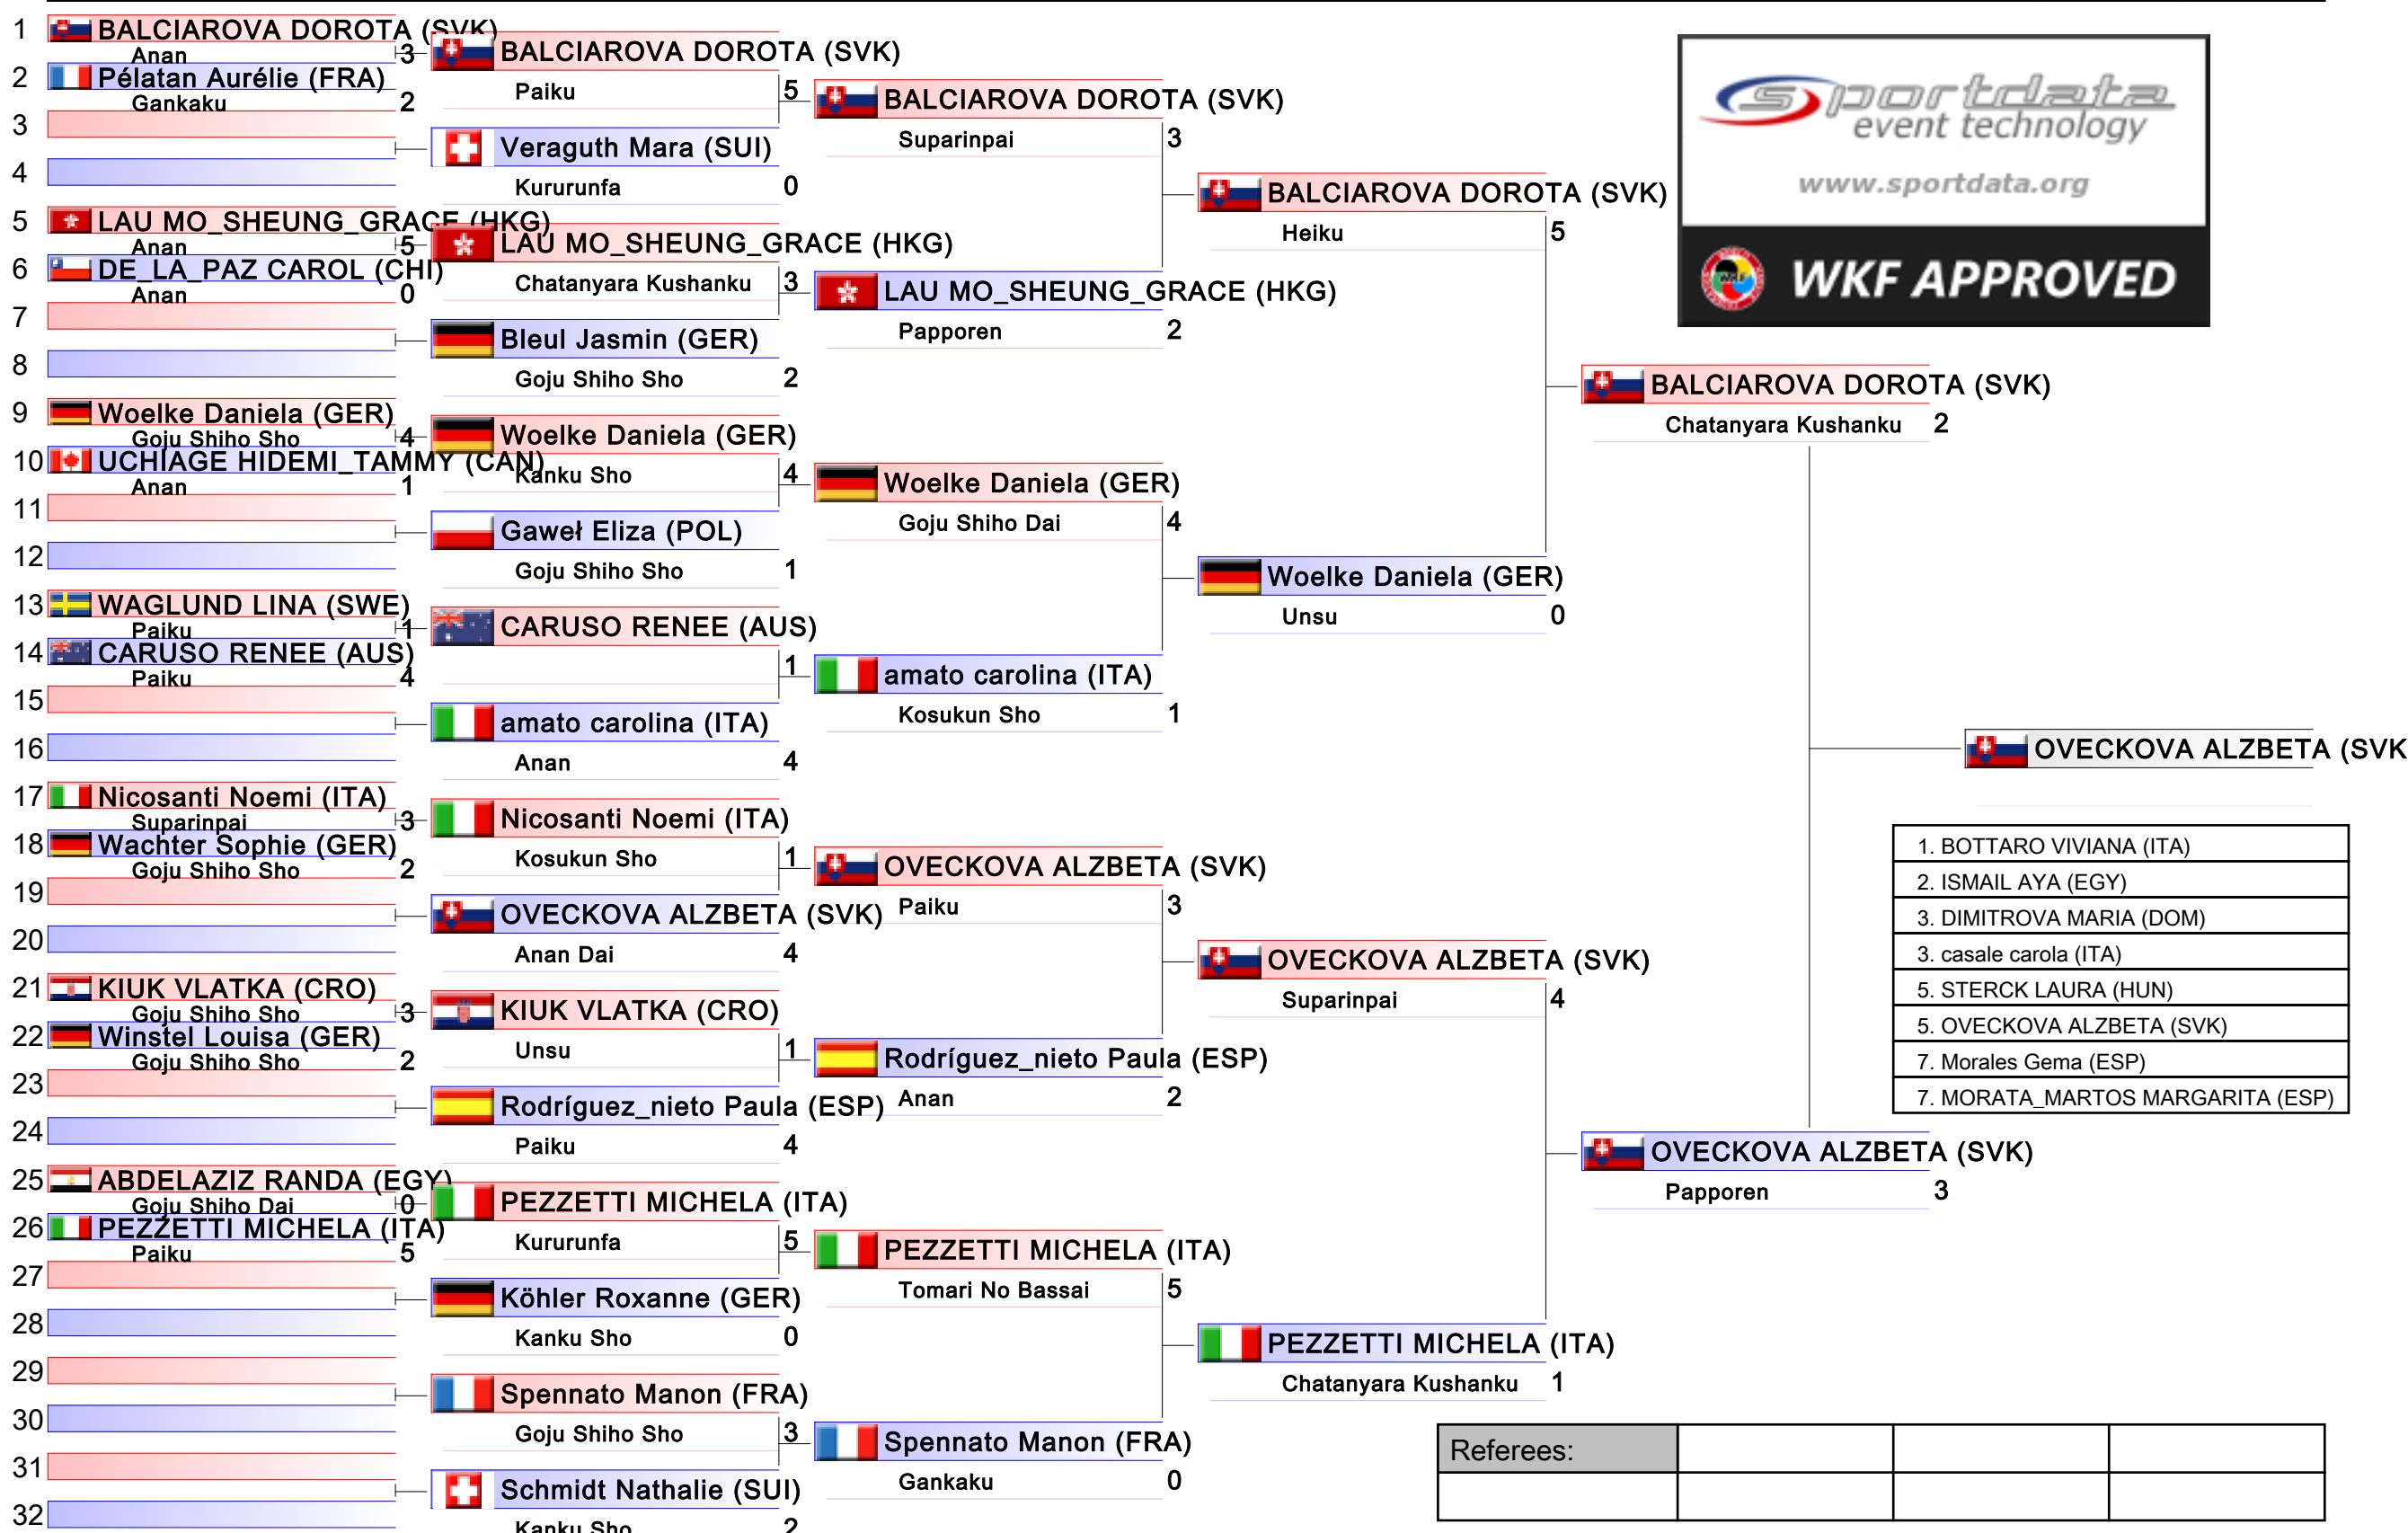 1 BALCIAROVA DOROTA (SVK)
Anan 3
2 Pélatan Aurélie (FRA)
Gankaku 2
3
4
5 LAU MO_SHEUNG_GRACE (HKG)
Anan 5
6 DE_LA_PAZ CAROL (CHI)
Anan 0
7
8
9 Woelke Daniela (GER)
Goju Shiho Sho 4
10 UCHIAGE HIDEMI_TAMMY (CAN)
Anan 1
11
12
13 WAGLUND LINA (SWE)
Paiku 1
14 CARUSO RENEE (AUS)
Paiku 4
15
16
17 Nicosanti Noemi (ITA)
Suparinpai 3
18 Wachter Sophie (GER)
Goju Shiho Sho 2
19
20
21 KIUK VLATKA (CRO)
Goju Shiho Sho 3
22 Winstel Louisa (GER)
Goju Shiho Sho 2
23
24
25 ABDELAZIZ RANDA (EGY)
Goju Shiho Dai 0
26 PEZZETTI MICHELA (ITA)
Paiku 5
27
28
29
30
31
32
BALCIAROVA DOROTA (SVK)
Paiku 5
Veraguth Mara (SUI)
Kururunfa 0
LAU MO_SHEUNG_GRACE (HKG)
Chatanyara Kushanku 3
Bleul Jasmin (GER)
Goju Shiho Sho 2
Woelke Daniela (GER)
Kanku Sho 4
Gaweł Eliza (POL)
Goju Shiho Sho 1
CARUSO RENEE (AUS)
1
amato carolina (ITA)
Anan 4
Nicosanti Noemi (ITA)
Kosukun Sho 1
OVECKOVA ALZBETA (SVK)
Anan Dai 4
KIUK VLATKA (CRO)
Unsu 1
Rodríguez_nieto Paula (ESP)
Paiku 4
PEZZETTI MICHELA (ITA)
Kururunfa 5
Köhler Roxanne (GER)
Kanku Sho 0
Spennato Manon (FRA)
Goju Shiho Sho 3
Schmidt Nathalie (SUI)
Kanku Sho 2
BALCIAROVA DOROTA (SVK)
Suparinpai 3
LAU MO_SHEUNG_GRACE (HKG)
Papporen 2
Woelke Daniela (GER)
Goju Shiho Dai 4
amato carolina (ITA)
Kosukun Sho 1
OVECKOVA ALZBETA (SVK)
Paiku 3
Rodríguez_nieto Paula (ESP)
Anan 2
PEZZETTI MICHELA (ITA)
Tomari No Bassai 5
Spennato Manon (FRA)
Gankaku 0
BALCIAROVA DOROTA (SVK)
Heiku 5
Woelke Daniela (GER)
Unsu 0
OVECKOVA ALZBETA (SVK)
Suparinpai 4
PEZZETTI MICHELA (ITA)
Chatanyara Kushanku 1
BALCIAROVA DOROTA (SVK)
Chatanyara Kushanku 2
OVECKOVA ALZBETA (SVK)
Papporen 3
OVECKOVA ALZBETA (SVK
sportdata
event technology
www.sportdata.org
WKF
WKF APPROVED
1. BOTTARO VIVIANA (ITA)
2. ISMAIL AYA (EGY)
3. DIMITROVA MARIA (DOM)
3. casale carola (ITA)
5. STERCK LAURA (HUN)
5. OVECKOVA ALZBETA (SVK)
7. Morales Gema (ESP)
7. MORATA_MARTOS MARGARITA (ESP)
Referees: